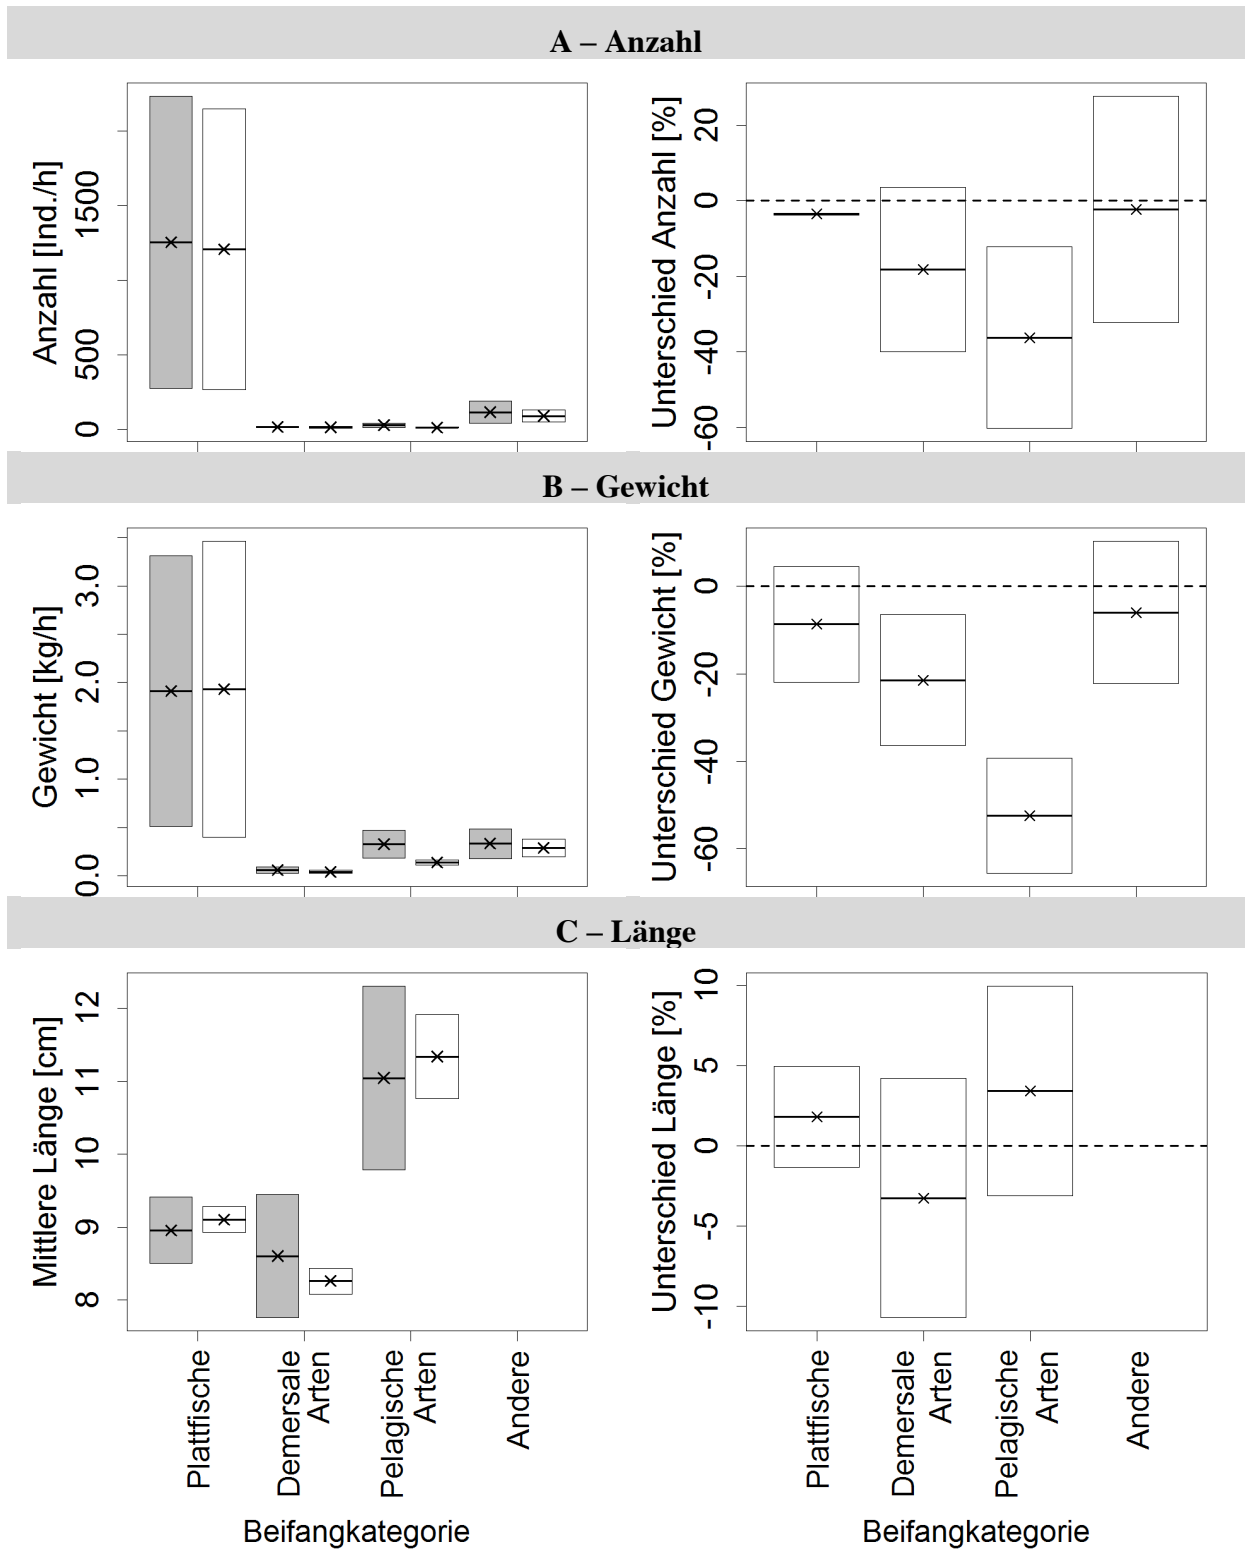 A – Anzahl
Anzahl [Ind./h]
0
500
1500
Unterschied Anzahl [%]
-60
-40
-20
0
20
B – Gewicht
Gewicht [kg/h]
0.0
1.0
2.0
3.0
Unterschied Gewicht [%]
-60
-40
-20
0
C – Länge
Mittlere Länge [cm]
8
9
10
11
12
Unterschied Länge [%]
-10
-5
0
5
10
Plattfische
Demersale
Arten
Pelagische
Arten
Andere
Beifangkategorie
Plattfische
Demersale
Arten
Pelagische
Arten
Andere
Beifangkategorie